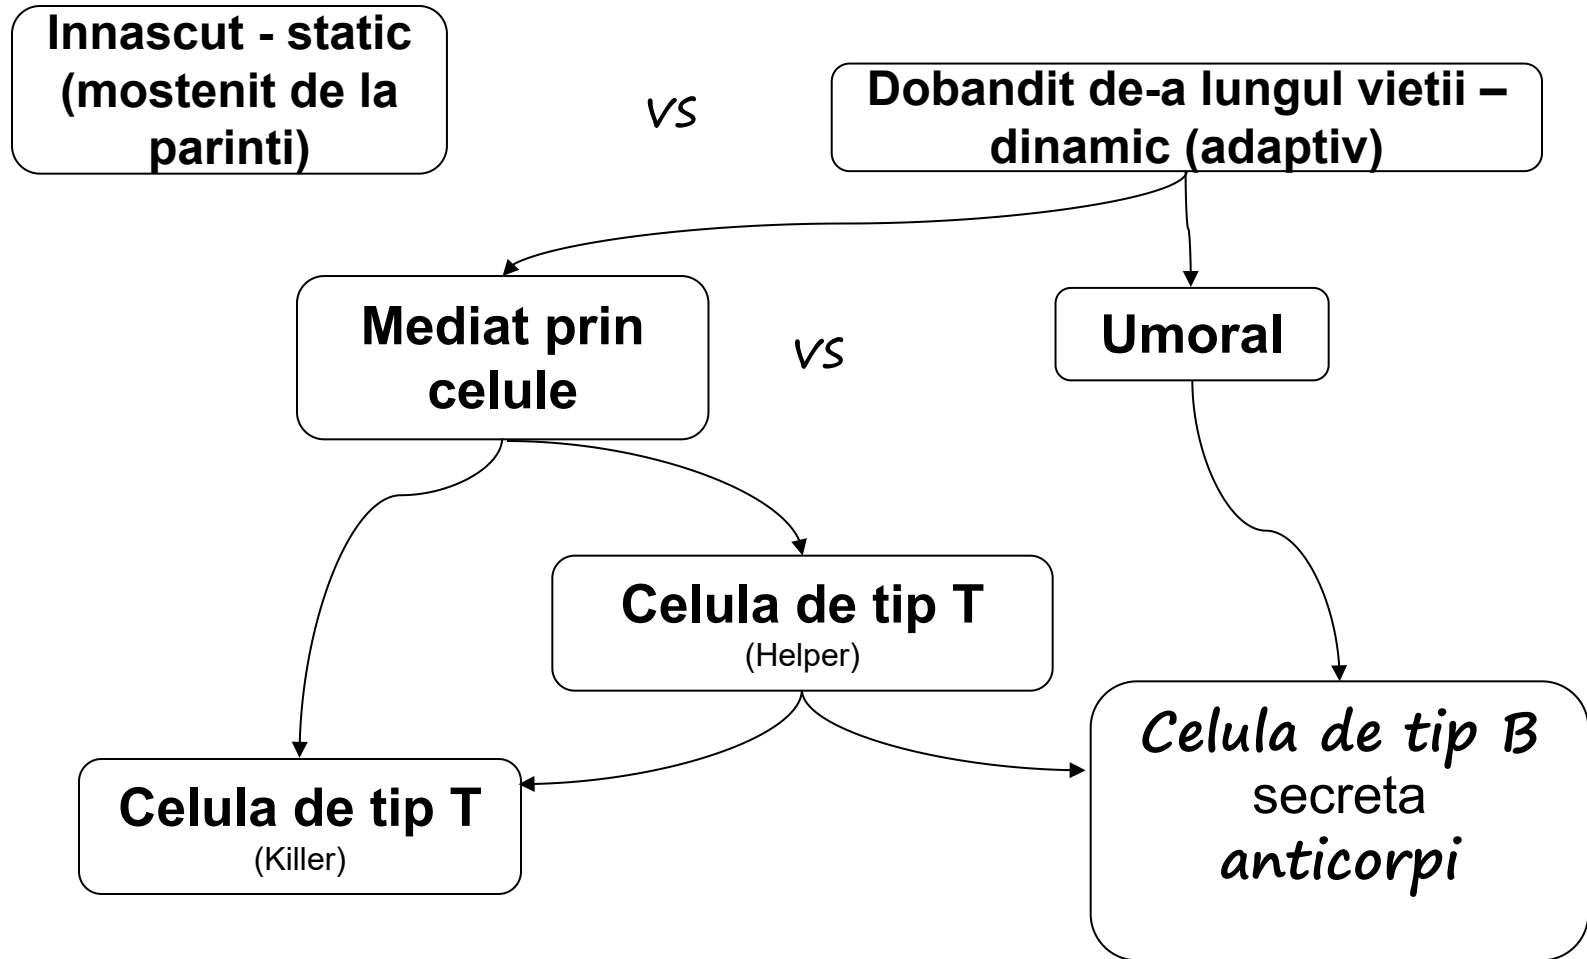 Innascut - static
(mostenit de la
parinti)
vs
Dobandit de-a lungul vietii –
dinamic (adaptiv)
Mediat prin
celule
vs
Umoral
Celula de tip T
(Helper)
Celula de tip T
(Killer)
Celula de tip B
secreta
anticorpi